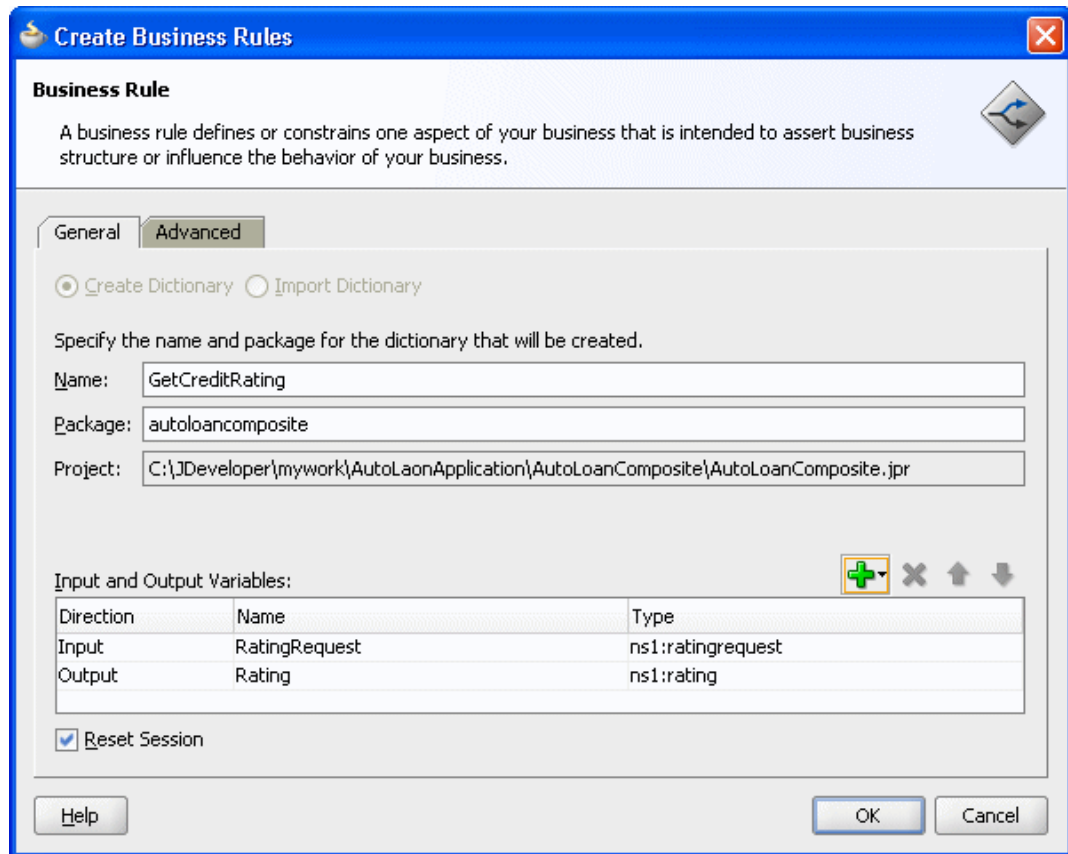 Create Business Rules
Business Rule
A business rule defines or constrains one aspect of your business that is intended to assert business
structure or influence the behavior of your business.
General Advanced
Create Dictionary Import Dictionary
Specify the name and package for the dictionary that will be created.
Name: GetCreditRating
Package: autoloancomposite
Project: C:\JDeveloper\mywork\AutoLaonApplication\AutoLoanComposite\AutoLoanComposite.jpr
Input and Output Variables:
Direction Name Type
Input RatingRequest ns1:ratingrequest
Output Rating ns1:rating
Reset Session
Help OK Cancel